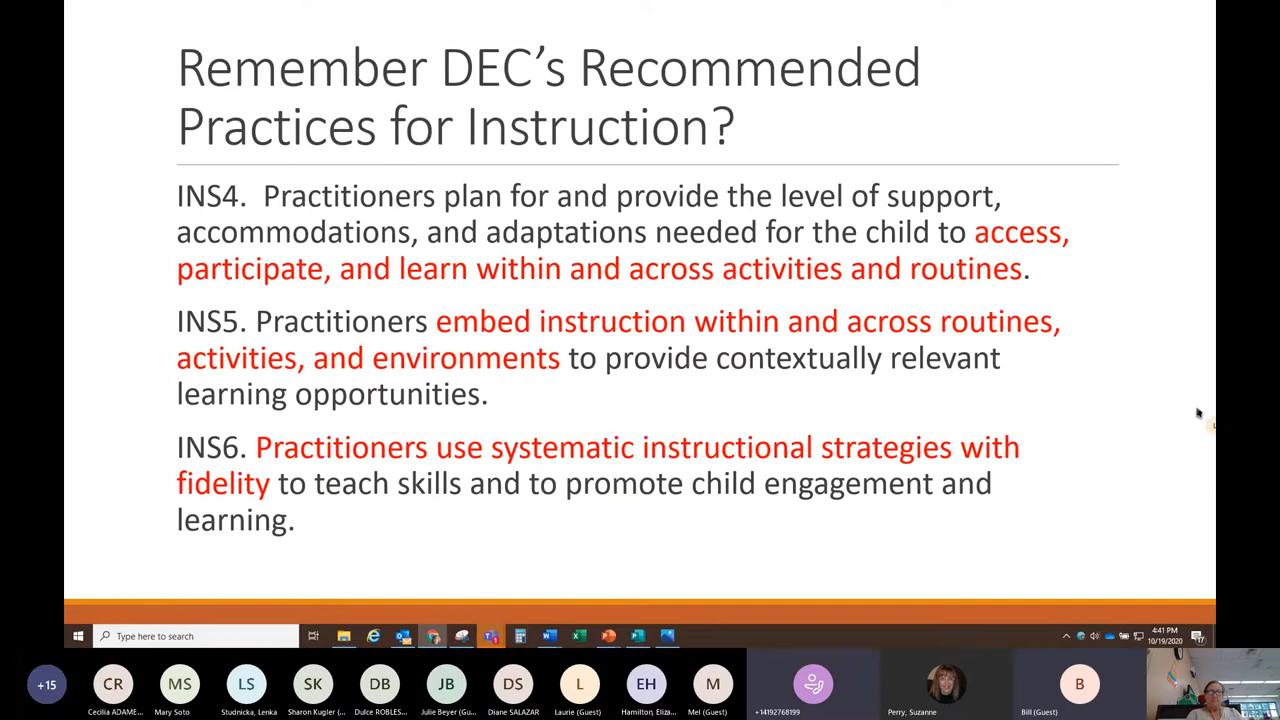 Remember DEC's Recommended
Practices for Instruction?
INS4.  Practitioners plan for and provide the level of support,
accommodations, and adaptations needed for the child to access,
participate, and learn within and across activities and routines.
INS5. Practitioners embed instruction within and across routines,
activities, and environments to provide contextually relevant
learning opportunities.
INS6. Practitioners use systematic instructional strategies with
fidelity to teach skills and to promote child engagement and
learning.
Type here to search
4:41 PM
10/19/2020
17
+15
CR
MS
LS
SK
DB
JB
DS
L
EH
M
B
Cecilia ADAME...
Mary Soto
Studnicka, Lenka
Sharon Kugler (...
Dulce ROBLES...
Julie Beyer (Gu...
Diane SALAZAR
Laurie (Guest)
Hamilton, Eliza...
Mel (Guest)
+14192768199
Perry, Suzanne
Bill (Guest)